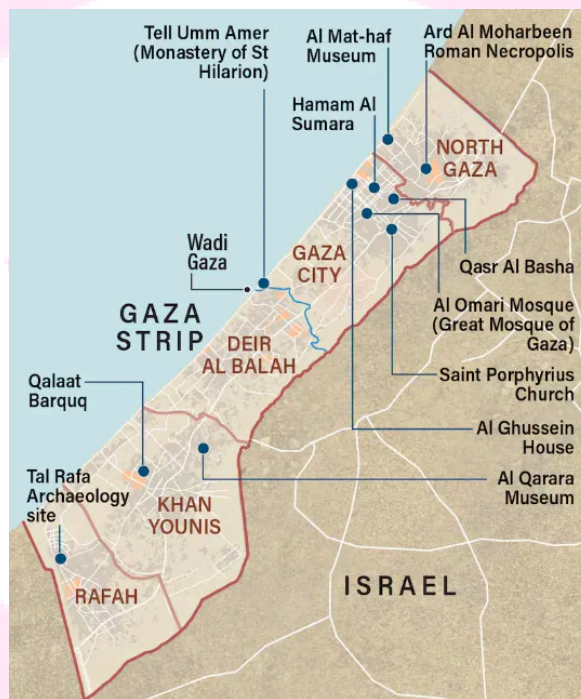 Tell Umm Amer
(Monastery of St
Hilarion)
Al Mat-haf
Museum
Ard Al Moharbeen
Roman Necropolis
Hamam Al
Sumara
NORTH
GAZA
Wadi
Gaza
GAZA
CITY
Qasr Al Basha
GAZA
STRIP
Al Omari Mosque
(Great Mosque of
Gaza)
DEIR
AL BALAH
Saint Porphyrius
Church
Qalaat
Barquq
Al Ghussein
House
Tal Rafa
Archaeology
site
Al Qarara
Museum
KHAN
YOUNIS
ISRAEL
RAFAH